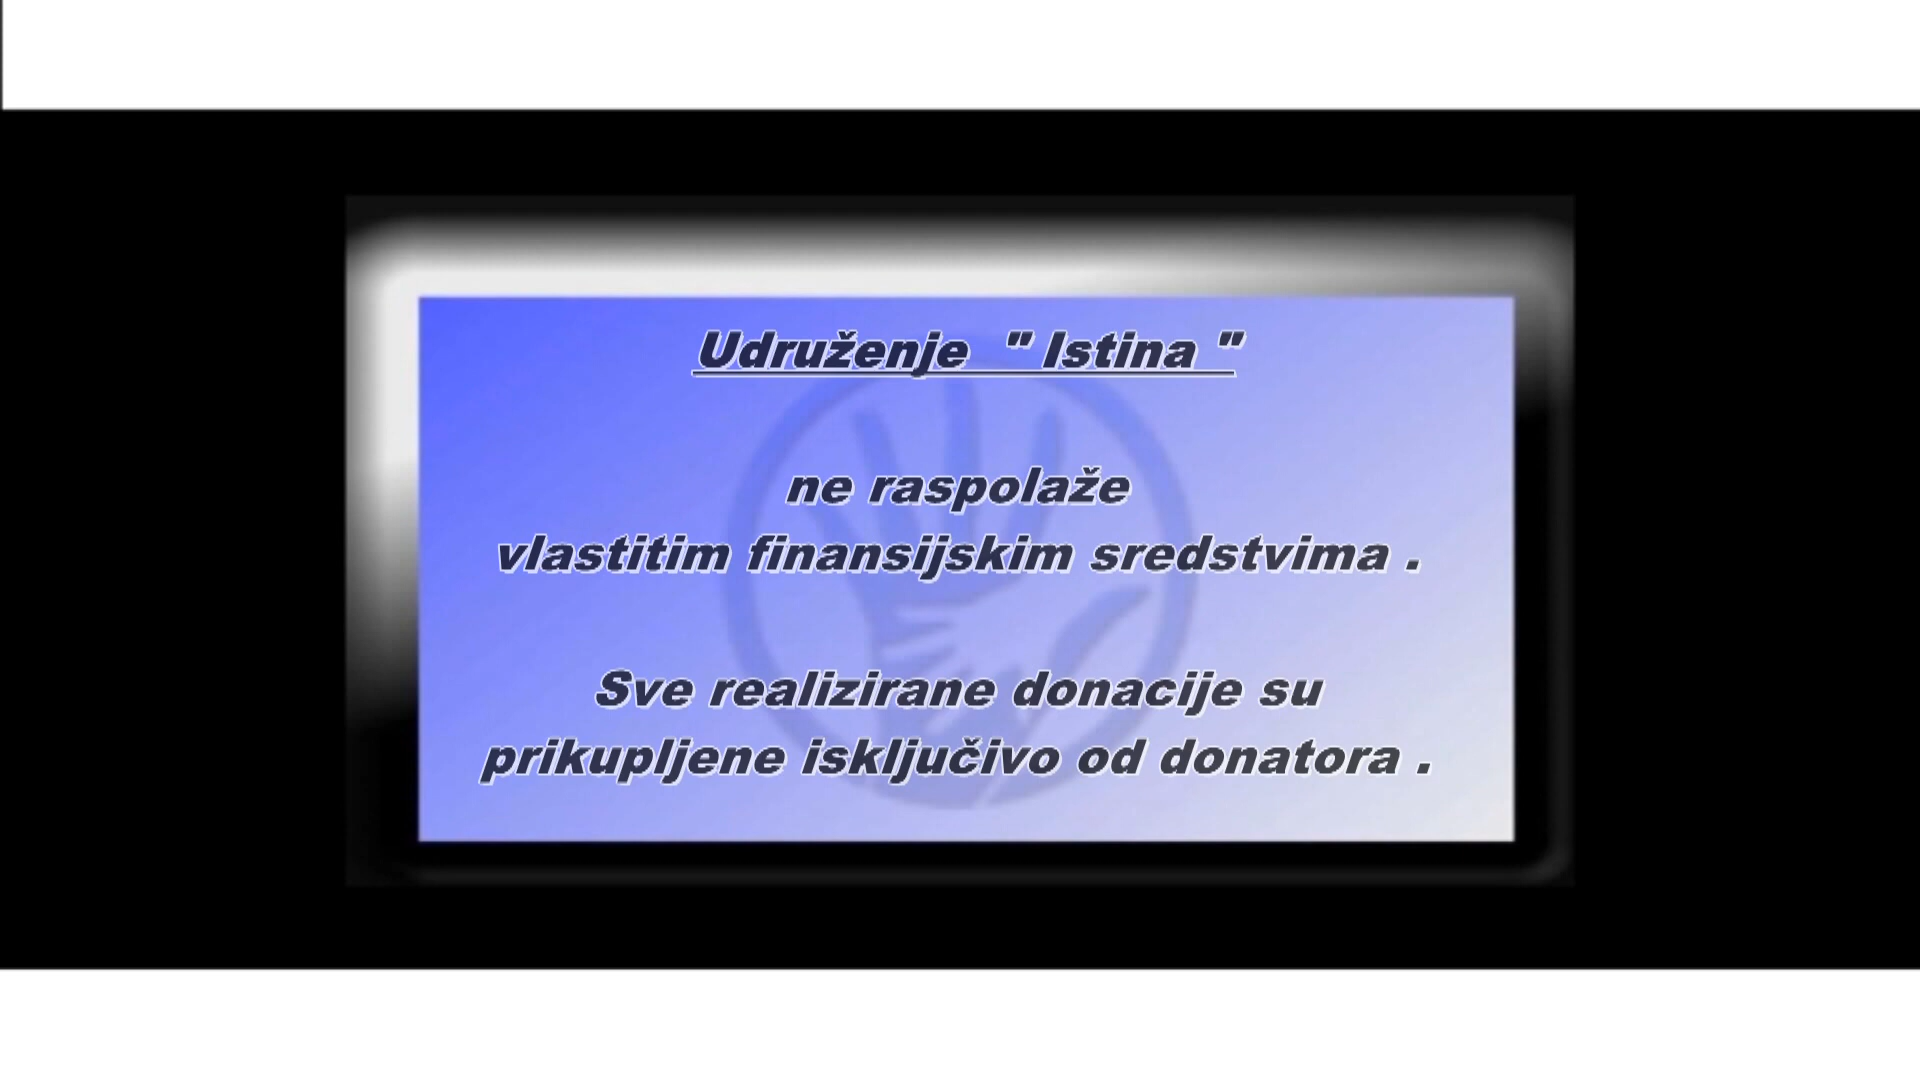 Udruženje " Istina "
ne raspolaže
vlastitim finansijskim sredstvima .
Sve realizirane donacije su
prikupljene isključivo od donatora .